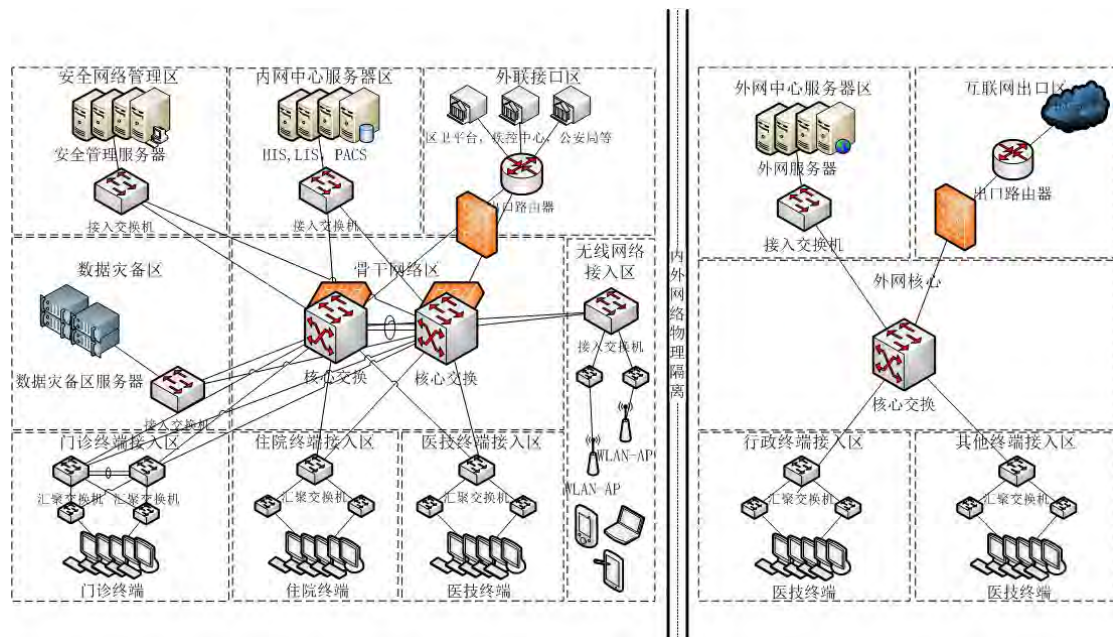 安全网络管理区
安全管理服务器
接入交换机
内网中心服务器区
HIS,LIS, PACS
接入交换机
外联接口区
区卫平台, 疾控中心, 公安局等
出口路由器
数据灾备区
数据灾备区服务器
接入交换机
骨干网络区
核心交换
核心交换
无线网络
接入区
接入交换机
WLAN-AP
WLAN-AP
门诊终端接入区
汇聚交换机
汇聚交换机
门诊终端
住院终端接入区
汇聚交换机
住院终端
医技终端接入区
汇聚交换机
医技终端
内外网络物理隔离
外网中心服务器区
外网服务器
接入交换机
互联网出口区
出口路由器
外网核心
核心交换
行政终端接入区
汇聚交换机
医技终端
其他终端接入区
汇聚交换机
医技终端